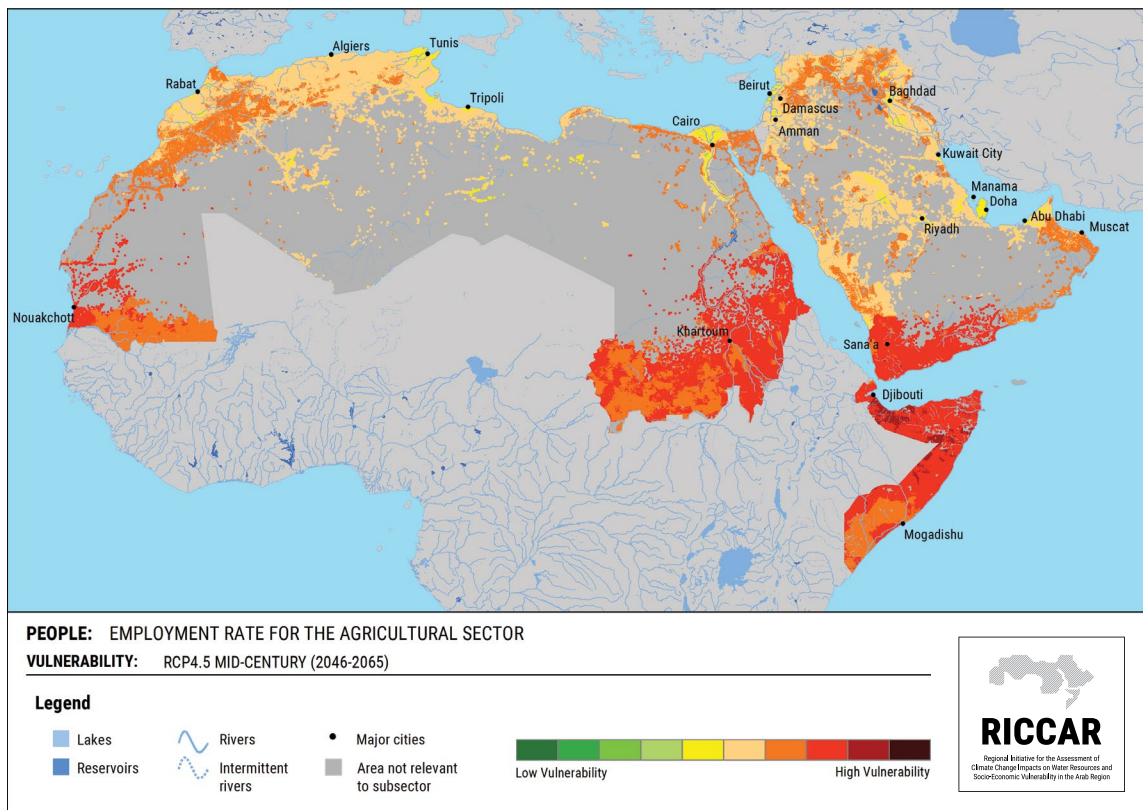 Algiers
Tunis
Rabat
Tripoli
Beirut
Baghdad
Damascus
Cairo
Amman
Kuwait City
Manama
Doha
Abu Dhabi
Riyadh
Muscat
Nouakchott
Khartoum
Sana'a
Djibouti
Mogadishu
PEOPLE: EMPLOYMENT RATE FOR THE AGRICULTURAL SECTOR
VULNERABILITY: RCP4.5 MID-CENTURY (2046-2065)
Legend
Lakes
Reservoirs
Rivers
Intermittent
rivers
Major cities
Area not relevant
to subsector
Low Vulnerability
High Vulnerability
RICCAR
Regional Initiative for the Assessment of
Climate Change Impacts on Water Resources and
Socio-Economic Vulnerability in the Arab Region